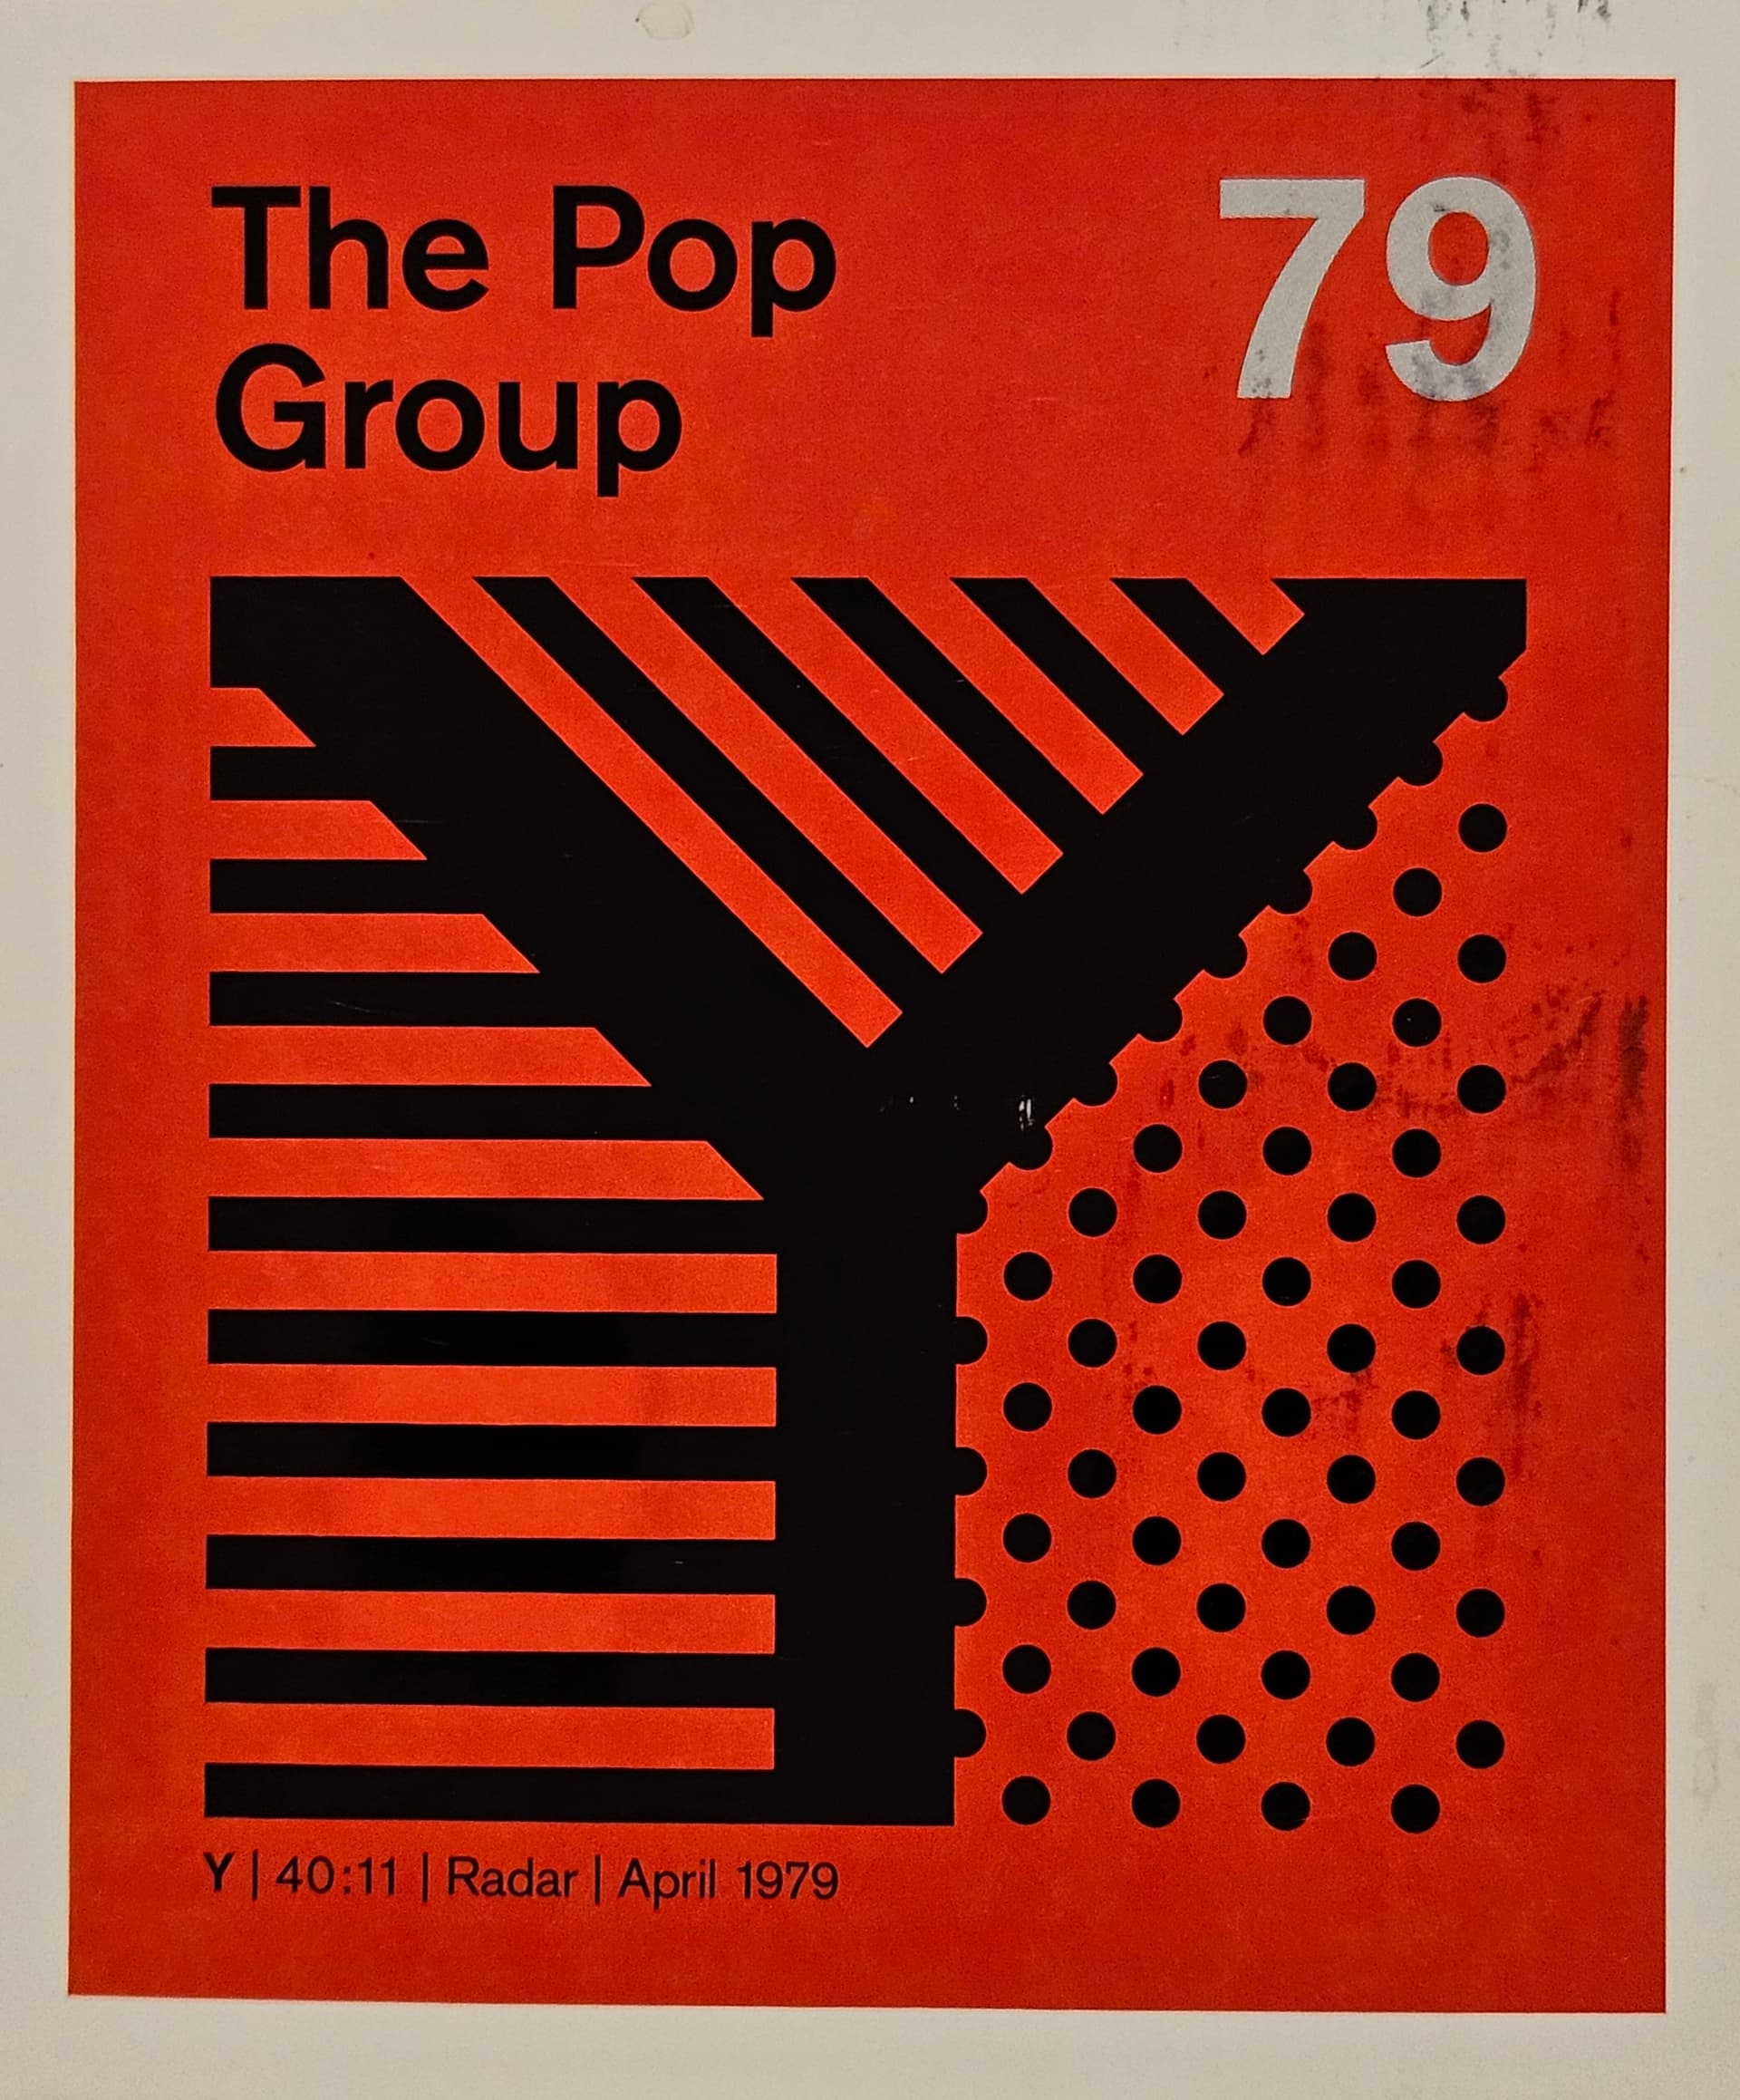 The Pop
Group
79
Y
Y | 40:11 | Radar | April 1979